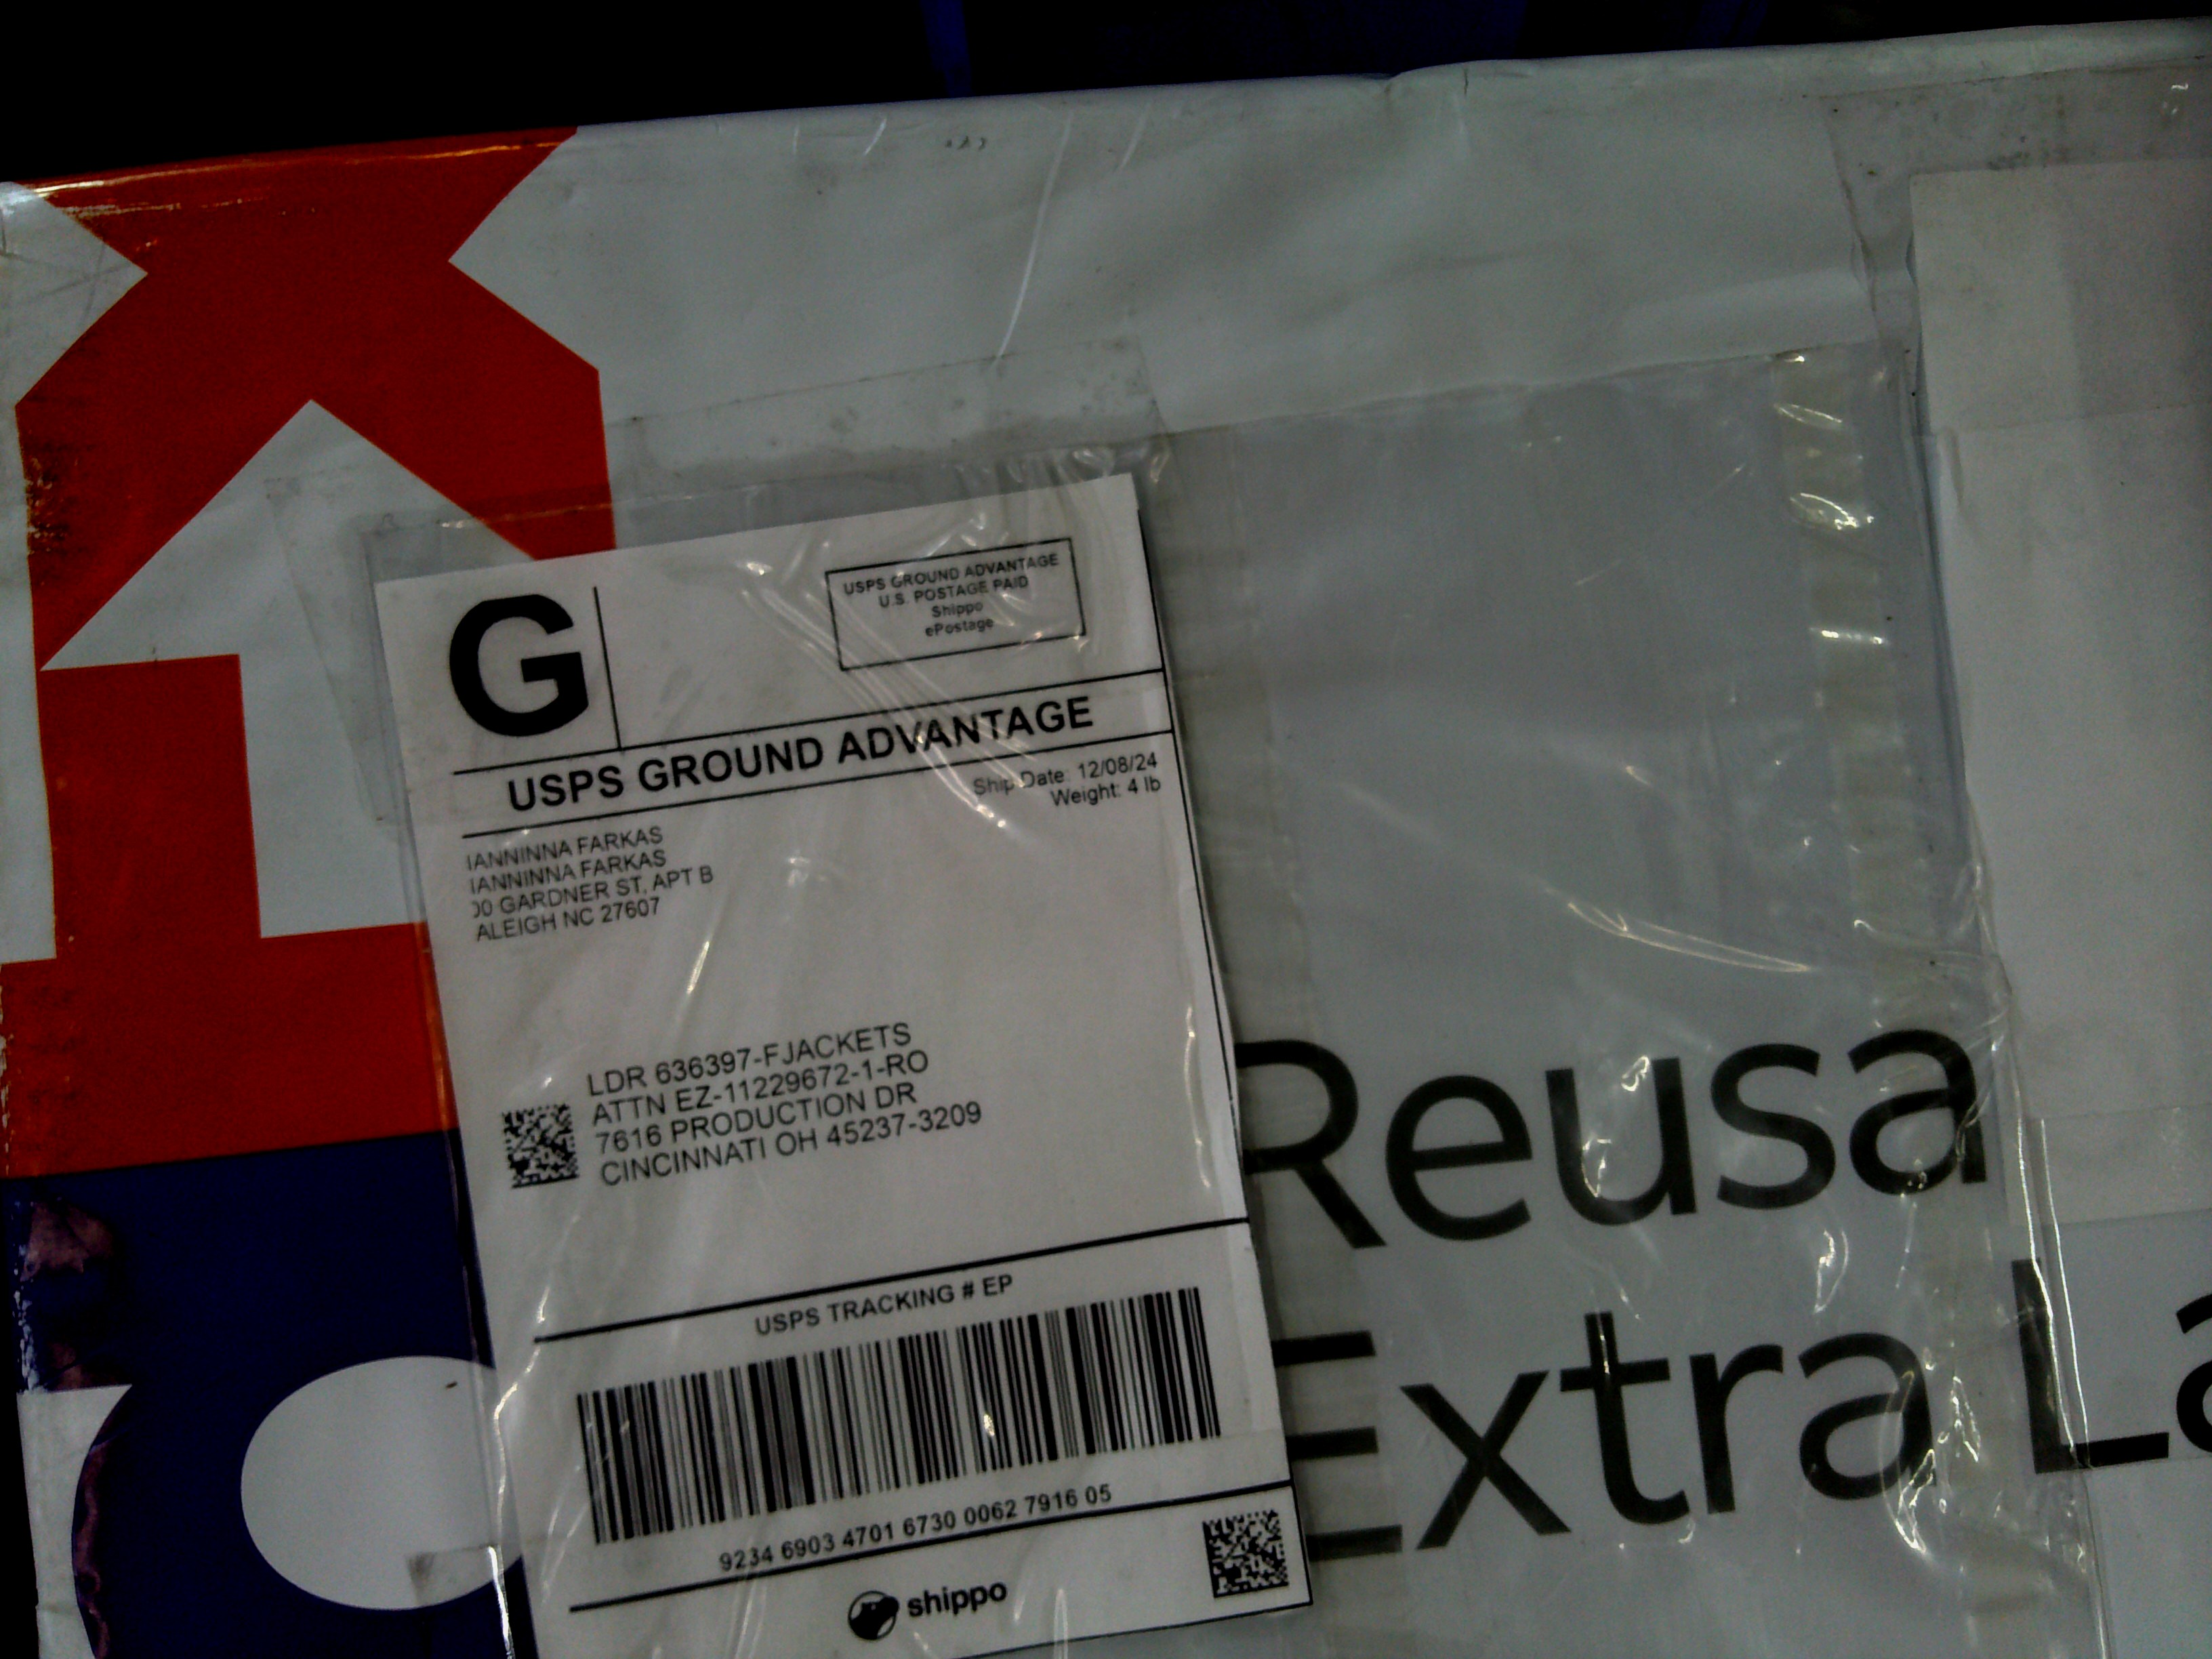 G
USPS GROUND ADVANTAGE
U.S. POSTAGE PAID
Shippo
ePostage
USPS GROUND ADVANTAGE
Ship Date: 12/08/24
Weight: 4 lb
IANNINNA FARKAS
IANNINNA FARKAS
00 GARDNER ST, APT B
ALEIGH NC 27607
LDR 636397-FJACKETS
ATTN EZ-11229672-1-RO
7616 PRODUCTION DR
CINCINNATI OH 45237-3209
USPS TRACKING # EP
9234 6903 4701 6730 0062 7916 05
shippo
Reusa
Extra La